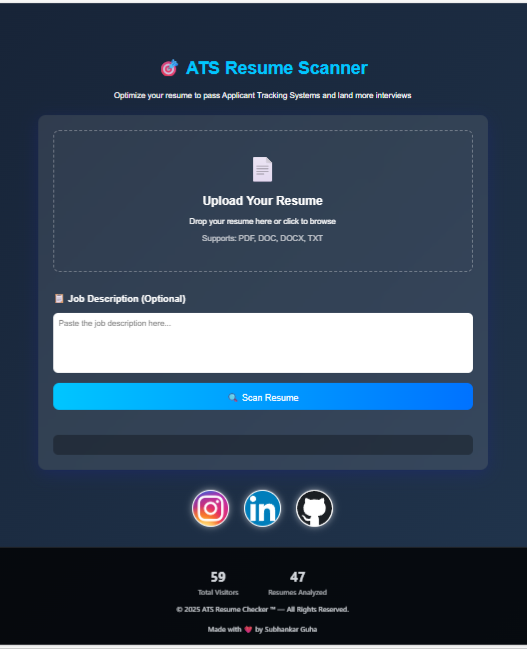 ATS Resume Scanner
Optimize your resume to pass Applicant Tracking Systems and land more interviews
Upload Your Resume
Drop your resume here or click to browse
Supports: PDF, DOC, DOCX, TXT
Job Description (Optional)
Paste the job description here...
Scan Resume
in
59 47
Total Visitors Resumes Analyzed
© 2025 ATS Resume Checker ™ — All Rights Reserved.
Made with ❤️ by Subhankar Guha